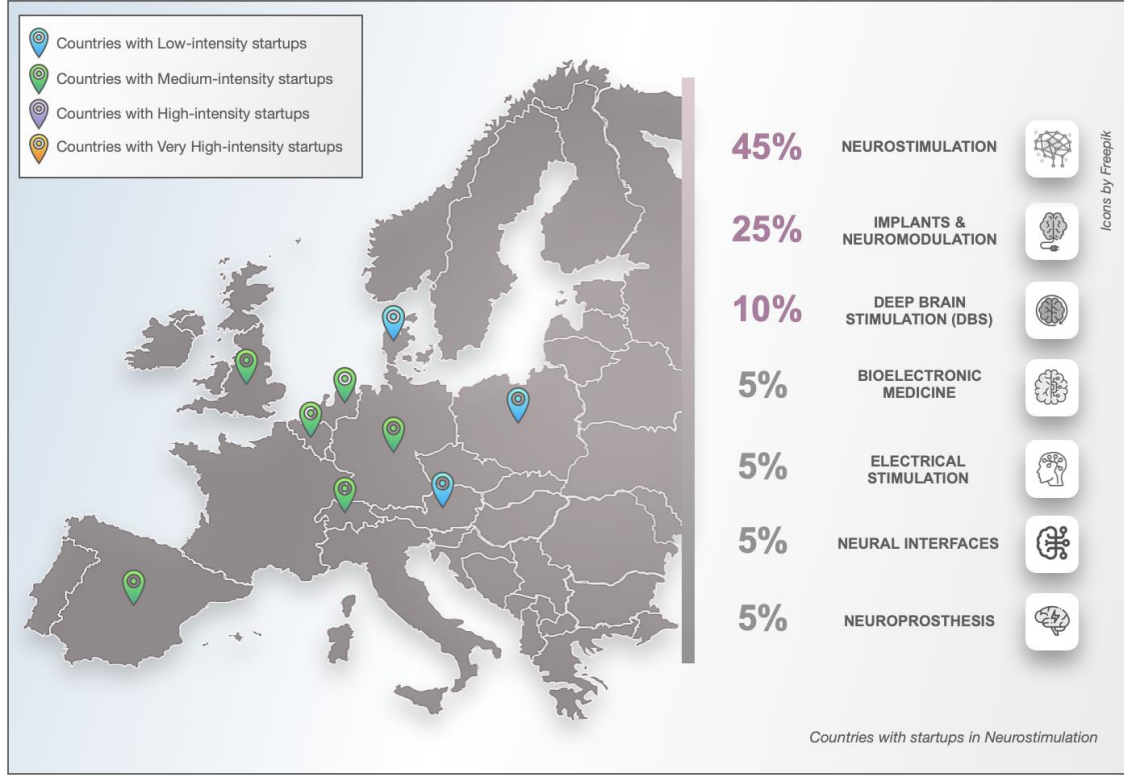 Countries with Low-intensity startups
Countries with Medium-intensity startups
Countries with High-intensity startups
Countries with Very High-intensity startups
45%
NEUROSTIMULATION
25%
IMPLANTS &
NEUROMODULATION
10%
DEEP BRAIN
STIMULATION (DBS)
5%
BIOELECTRONIC
MEDICINE
5%
ELECTRICAL
STIMULATION
5%
NEURAL INTERFACES
5%
NEUROPROSTHESIS
Icons by Freepik
Countries with startups in Neurostimulation